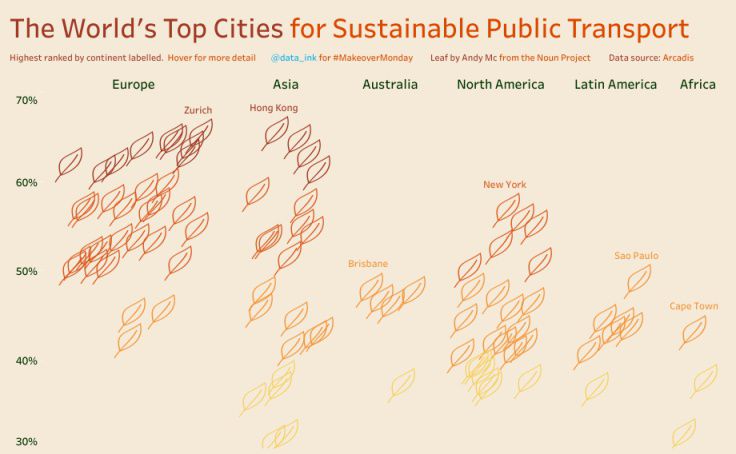 The World's Top Cities for Sustainable Public Transport
Highest ranked by continent labelled. Hover for more detail @data_ink for #MakeoverMonday Leaf by Andy Mc from the Noun Project Data source: Arcadis
Europe Asia Australia North America Latin America Africa
70%
Zurich Hong Kong
60%
New York
Sao Paulo
Brisbane
50%
Cape Town
40%
30%